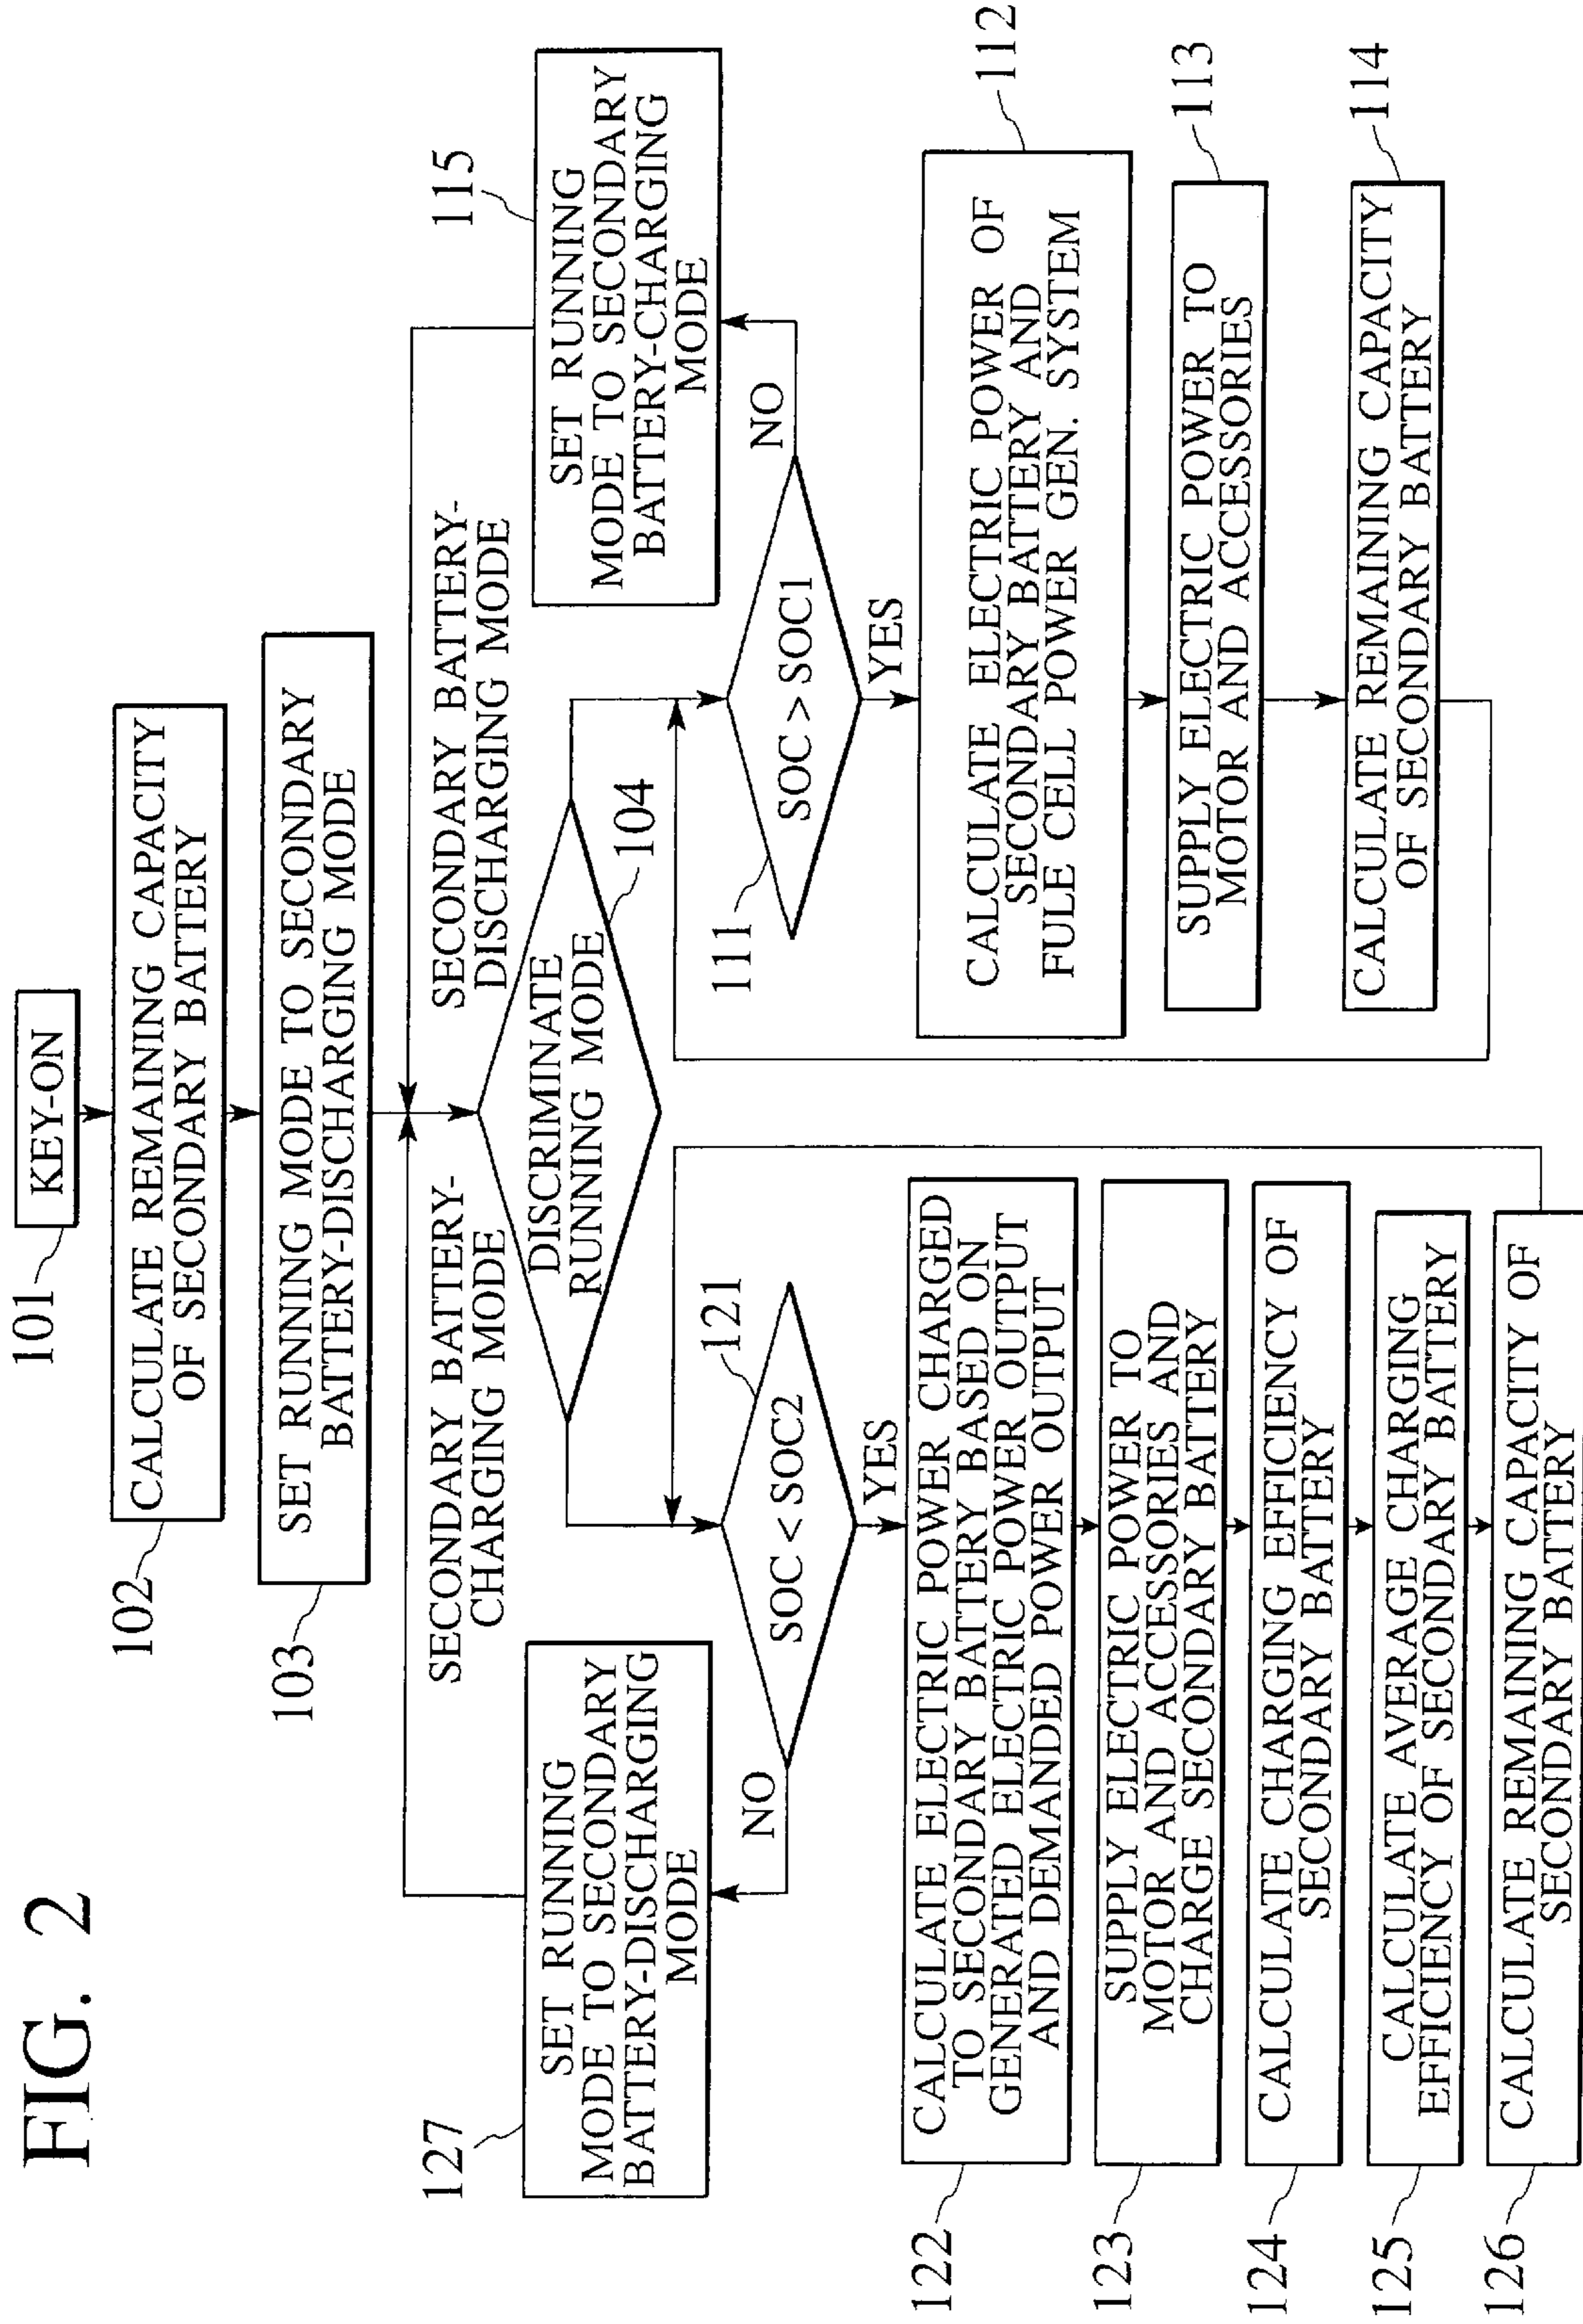 FIG. 2
101
KEY-ON
102
CALCULATE REMAINING CAPACITY
OF SECONDARY BATTERY
103
SET RUNNING MODE TO SECONDARY
BATTERY-DISCHARGING MODE
SECONDARY BATTERY-
CHARGING MODE
SECONDARY BATTERY-
DISCHARGING MODE
DISCRIMINATE
RUNNING MODE
104
127
SET RUNNING
MODE TO SECONDARY
BATTERY-DISCHARGING
MODE
NO
121
SOC < SOC2
YES
122
CALCULATE ELECTRIC POWER CHARGED
TO SECONDARY BATTERY BASED ON
GENERATED ELECTRIC POWER OUTPUT
AND DEMANDED POWER OUTPUT
123
SUPPLY ELECTRIC POWER TO
MOTOR AND ACCESSORIES AND
CHARGE SECONDARY BATTERY
124
CALCULATE CHARGING EFFICIENCY OF
SECONDARY BATTERY
125
CALCULATE AVERAGE CHARGING
EFFICIENCY OF SECONDARY BATTERY
126
CALCULATE REMAINING CAPACITY OF
SECONDARY BATTERY
115
SET RUNNING
MODE TO SECONDARY
BATTERY-CHARGING
MODE
NO
111
SOC > SOC1
YES
112
CALCULATE ELECTRIC POWER OF
SECONDARY BATTERY AND
FULE CELL POWER GEN. SYSTEM
113
SUPPLY ELECTRIC POWER TO
MOTOR AND ACCESSORIES
114
CALCULATE REMAINING CAPACITY
OF SECONDARY BATTERY